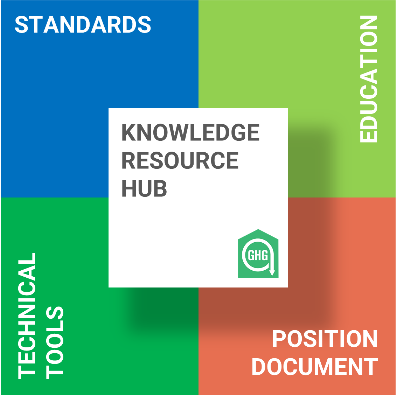 STANDARDS
EDUCATION
KNOWLEDGE
RESOURCE
HUB
GHG
TECHNICAL
TOOLS
POSITION
DOCUMENT